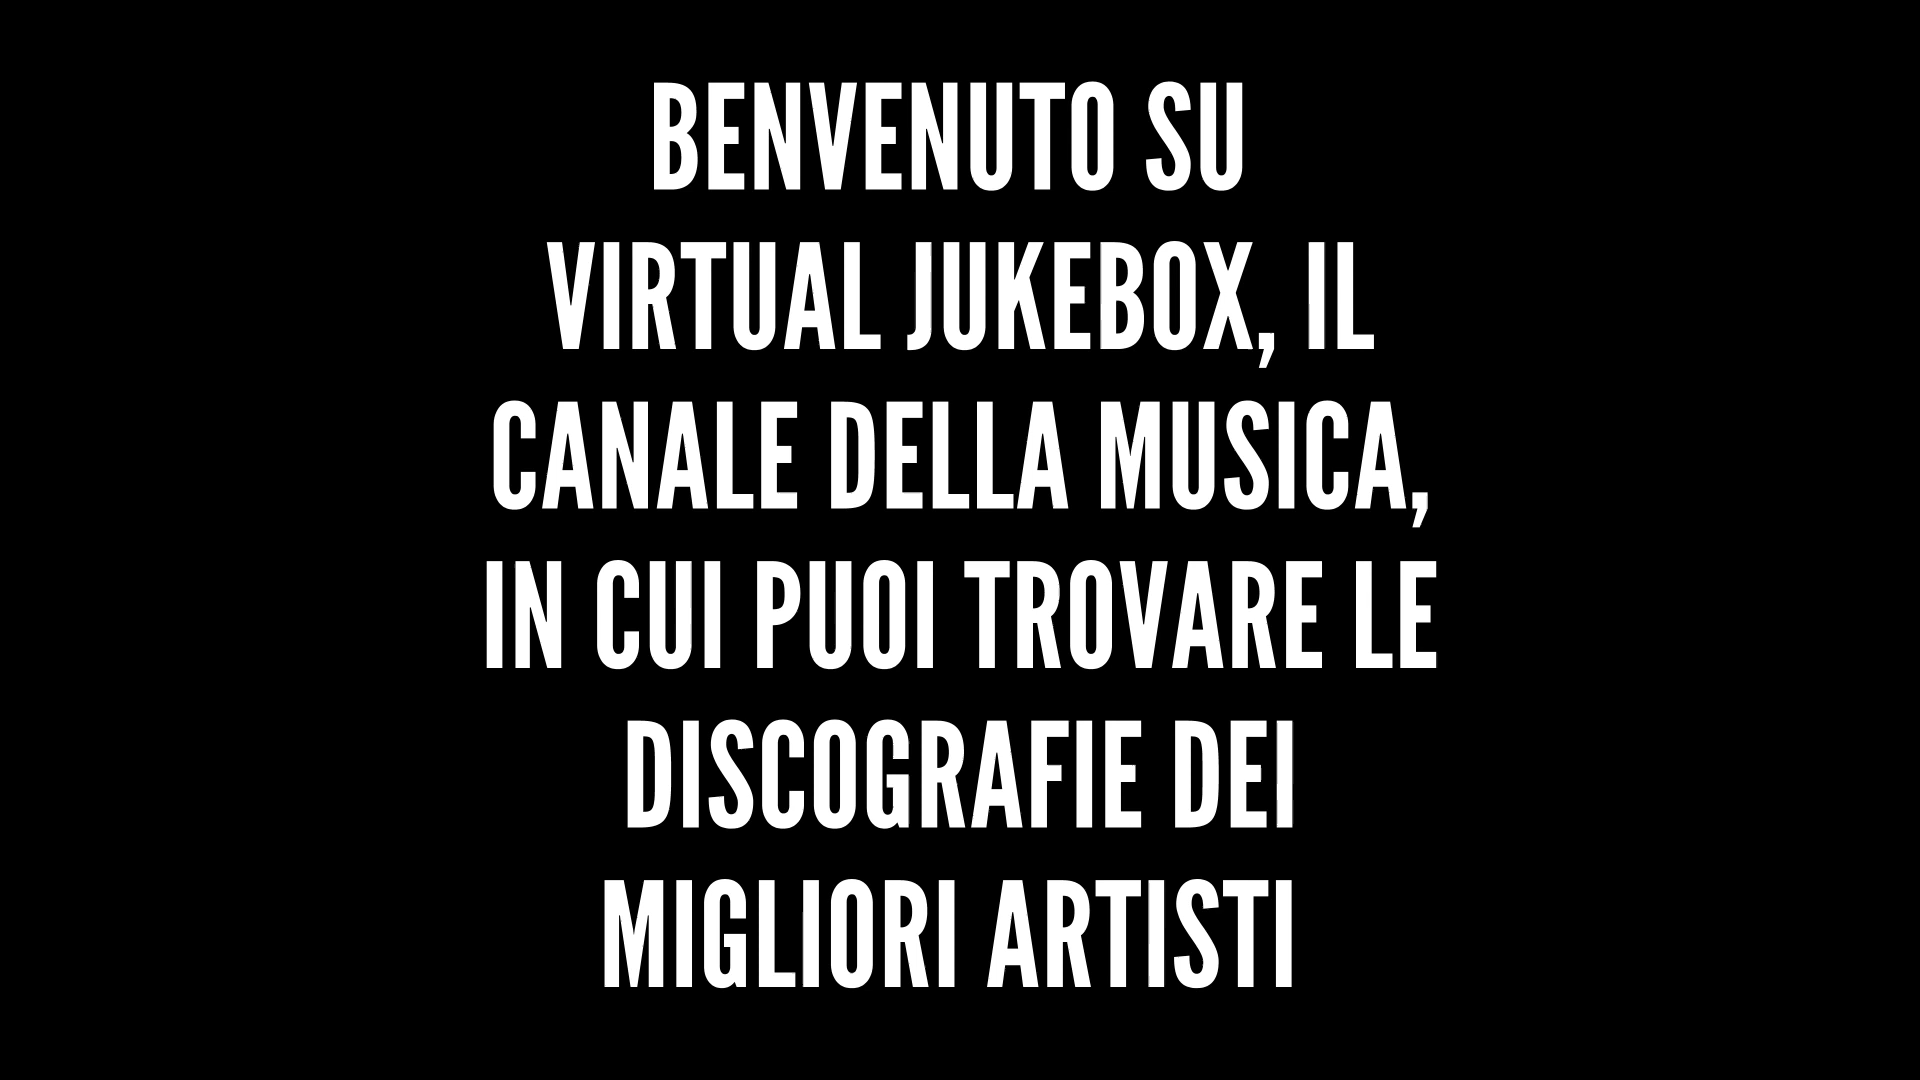 BENVENUTO SU
VIRTUAL JUKEBOX, IL
CANALE DELLA MUSICA,
IN CUI PUOI TROVARE LE
DISCOGRAFIE DEI
MIGLIORI ARTISTI